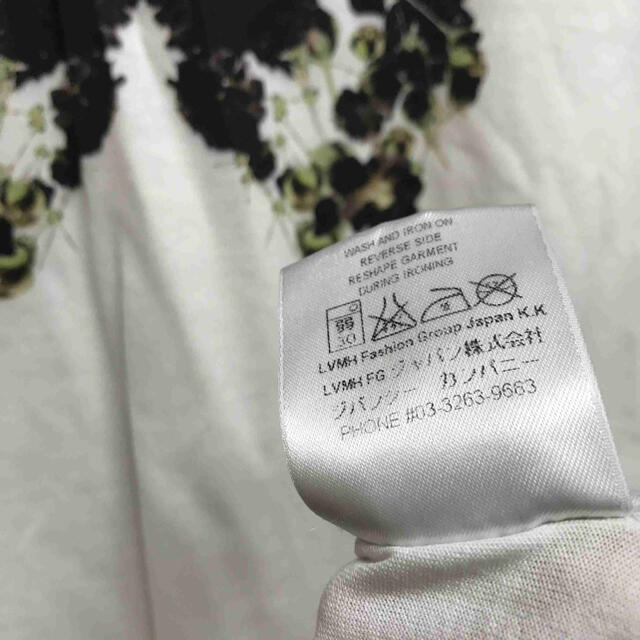 WASH AND IRON ON
REVERSE SIDE
RESHAPE GARMENT
DURING IRONING
LVMH Fashion Group Japan K.K
LVMH FG ジャパン株式会社
ジバンシー カンパニー
PHONE #03-3263-9663